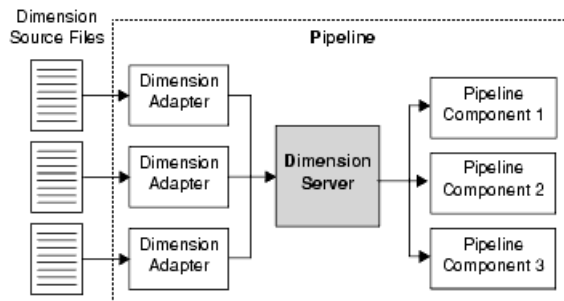 Dimension
Source Files
Pipeline
Dimension
Adapter
Dimension
Adapter
Dimension
Adapter
Dimension
Server
Pipeline
Component 1
Pipeline
Component 2
Pipeline
Component 3